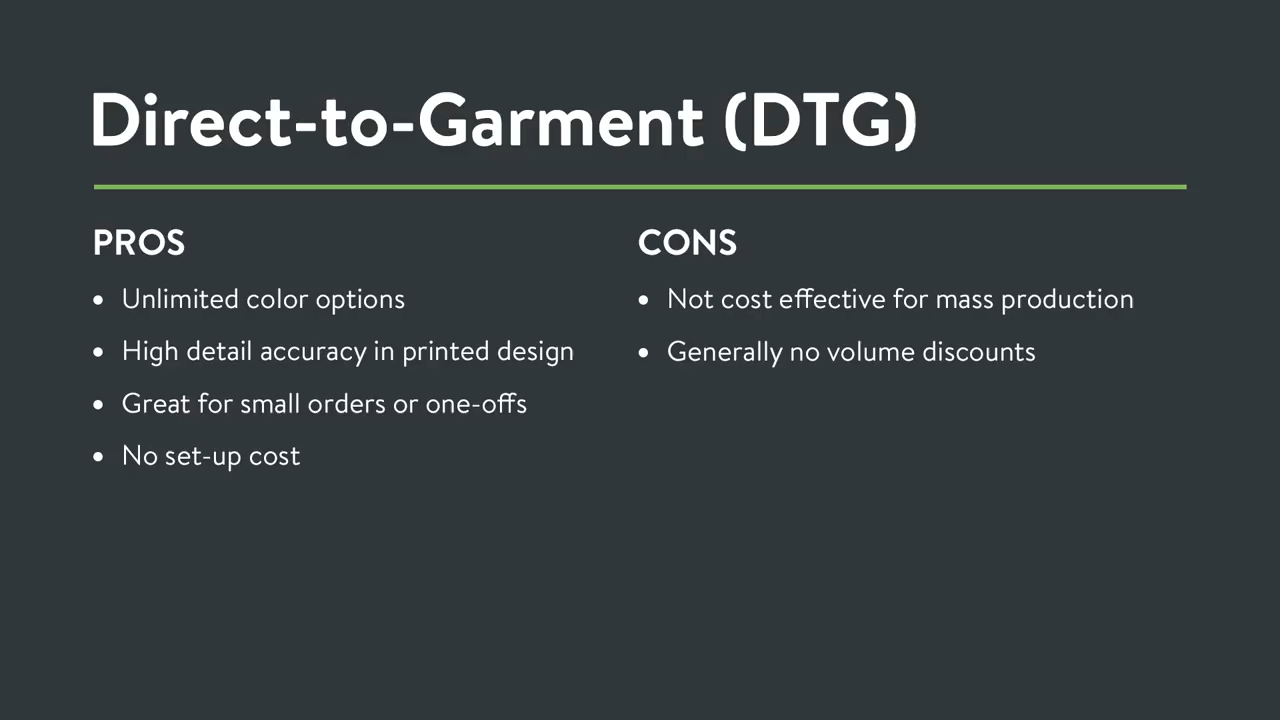 Direct-to-Garment (DTG)
PROS
• Unlimited color options
• High detail accuracy in printed design
• Great for small orders or one-offs
• No set-up cost
CONS
• Not cost effective for mass production
• Generally no volume discounts